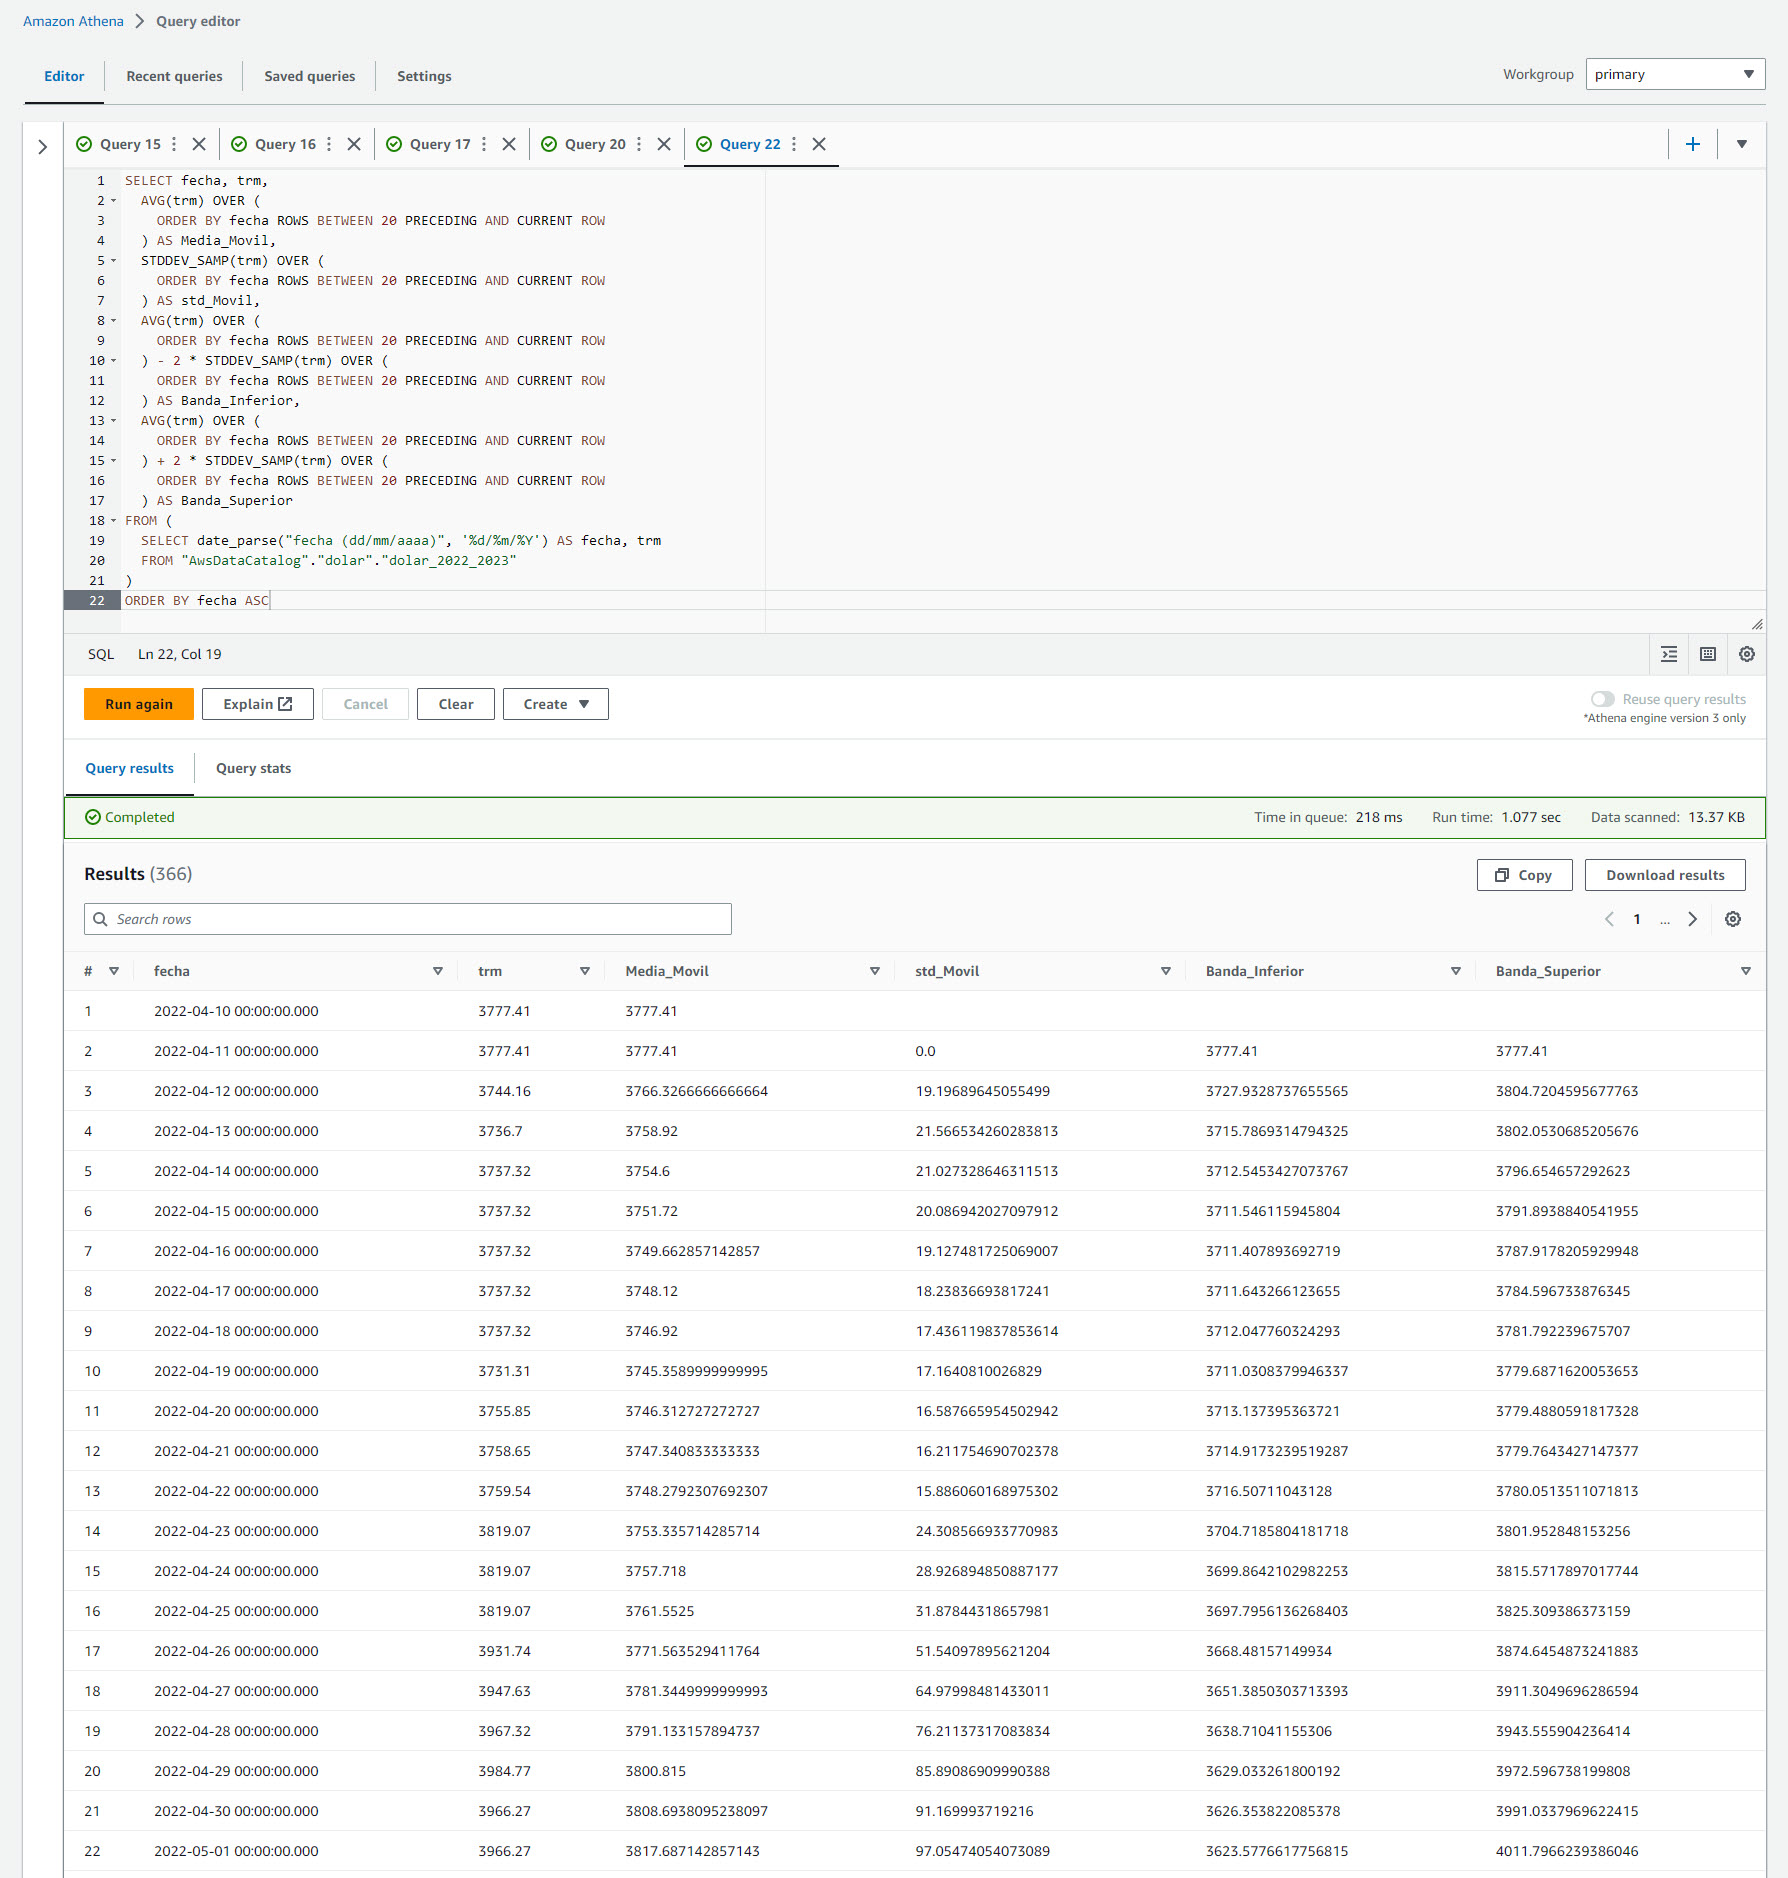 Amazon Athena > Query editor
Editor Recent queries Saved queries Settings Workgroup primary
Query 15 Query 16 Query 17 Query 20 Query 22
1 SELECT fecha, trm,
2 AVG(trm) OVER (
3 ORDER BY fecha ROWS BETWEEN 20 PRECEDING AND CURRENT ROW
4 ) AS Media_Movil,
5 STDDEV_SAMP(trm) OVER (
6 ORDER BY fecha ROWS BETWEEN 20 PRECEDING AND CURRENT ROW
7 ) AS std_Movil,
8 AVG(trm) OVER (
9 ORDER BY fecha ROWS BETWEEN 20 PRECEDING AND CURRENT ROW
10 ) - 2 * STDDEV_SAMP(trm) OVER (
11 ORDER BY fecha ROWS BETWEEN 20 PRECEDING AND CURRENT ROW
12 ) AS Banda_Inferior,
13 AVG(trm) OVER (
14 ORDER BY fecha ROWS BETWEEN 20 PRECEDING AND CURRENT ROW
15 ) + 2 * STDDEV_SAMP(trm) OVER (
16 ORDER BY fecha ROWS BETWEEN 20 PRECEDING AND CURRENT ROW
17 ) AS Banda_Superior
18 FROM (
19 SELECT date_parse("fecha (dd/mm/aaaa)", '%d/%m/%Y') AS fecha, trm
20 FROM "AwsDataCatalog"."dolar"."dolar_2022_2023"
21 )
22 ORDER BY fecha ASC
SQL Ln 22, Col 19
Run again Explain Cancel Clear Create Reuse query results
*Athena engine version 3 only
Query results Query stats
Completed Time in queue: 218 ms Run time: 1.077 sec Data scanned: 13.37 KB
Results (366) Copy Download results
Search rows 1 ...
# fecha trm Media_Movil std_Movil Banda_Inferior Banda_Superior
1 2022-04-10 00:00:00.000 3777.41 3777.41
2 2022-04-11 00:00:00.000 3777.41 3777.41 0.0 3777.41 3777.41
3 2022-04-12 00:00:00.000 3744.16 3766.3266666666664 19.19689645055499 3727.9328737655565 3804.7204595677763
4 2022-04-13 00:00:00.000 3736.7 3758.92 21.566534260283813 3715.7869314794325 3802.0530685205676
5 2022-04-14 00:00:00.000 3737.32 3754.6 21.027328646311513 3712.5453427073767 3796.654657292623
6 2022-04-15 00:00:00.000 3737.32 3751.72 20.086942027097912 3711.546115945804 3791.8938840541955
7 2022-04-16 00:00:00.000 3737.32 3749.662857142857 19.127481725069007 3711.407893692719 3787.9178205929948
8 2022-04-17 00:00:00.000 3737.32 3748.12 18.23836693817241 3711.643266123655 3784.596733876345
9 2022-04-18 00:00:00.000 3737.32 3746.92 17.436119837853614 3712.047760324293 3781.792239675707
10 2022-04-19 00:00:00.000 3731.31 3745.3589999999995 17.1640810026829 3711.0308379946337 3779.6871620053653
11 2022-04-20 00:00:00.000 3755.85 3746.312727272727 16.587665954502942 3713.137395363721 3779.4880591817328
12 2022-04-21 00:00:00.000 3758.65 3747.340833333333 16.211754690702378 3714.9173239519287 3779.7643427147377
13 2022-04-22 00:00:00.000 3759.54 3748.2792307692307 15.886060168975302 3716.50711043128 3780.0513511071813
14 2022-04-23 00:00:00.000 3819.07 3753.335714285714 24.308566933770983 3704.7185804181718 3801.952848153256
15 2022-04-24 00:00:00.000 3819.07 3757.718 28.926894850887177 3699.8642102982253 3815.5717897017744
16 2022-04-25 00:00:00.000 3819.07 3761.5525 31.87844318657981 3697.7956136268403 3825.309386373159
17 2022-04-26 00:00:00.000 3931.74 3771.563529411764 51.54097895621204 3668.48157149934 3874.6454873241883
18 2022-04-27 00:00:00.000 3947.63 3781.3449999999993 64.97998481433011 3651.3850303713393 3911.3049696286594
19 2022-04-28 00:00:00.000 3967.32 3791.133157894737 76.21137317083834 3638.71041155306 3943.555904236414
20 2022-04-29 00:00:00.000 3984.77 3800.815 85.89086909990388 3629.033261800192 3972.596738199808
21 2022-04-30 00:00:00.000 3966.27 3808.6938095238097 91.169993719216 3626.353822085378 3991.0337969622415
22 2022-05-01 00:00:00.000 3966.27 3817.687142857143 97.05474054073089 3623.5776617756815 4011.7966239386046